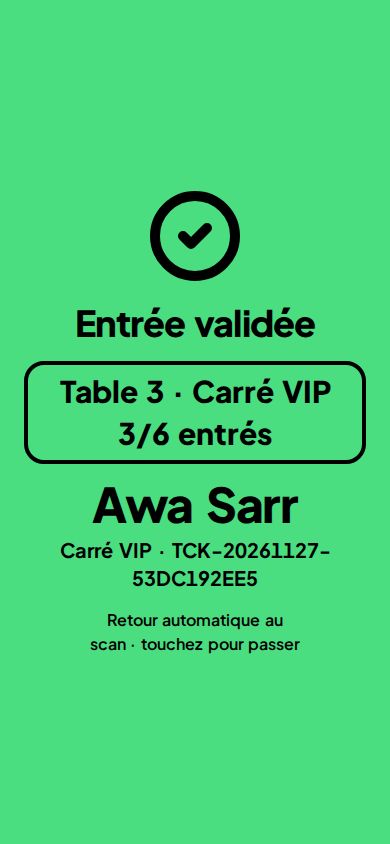 Entrée validée
Table 3 · Carré VIP
3/6 entrés
Awa Sarr
Carré VIP · TCK-20261127-
53DC192EE5
Retour automatique au
scan · touchez pour passer